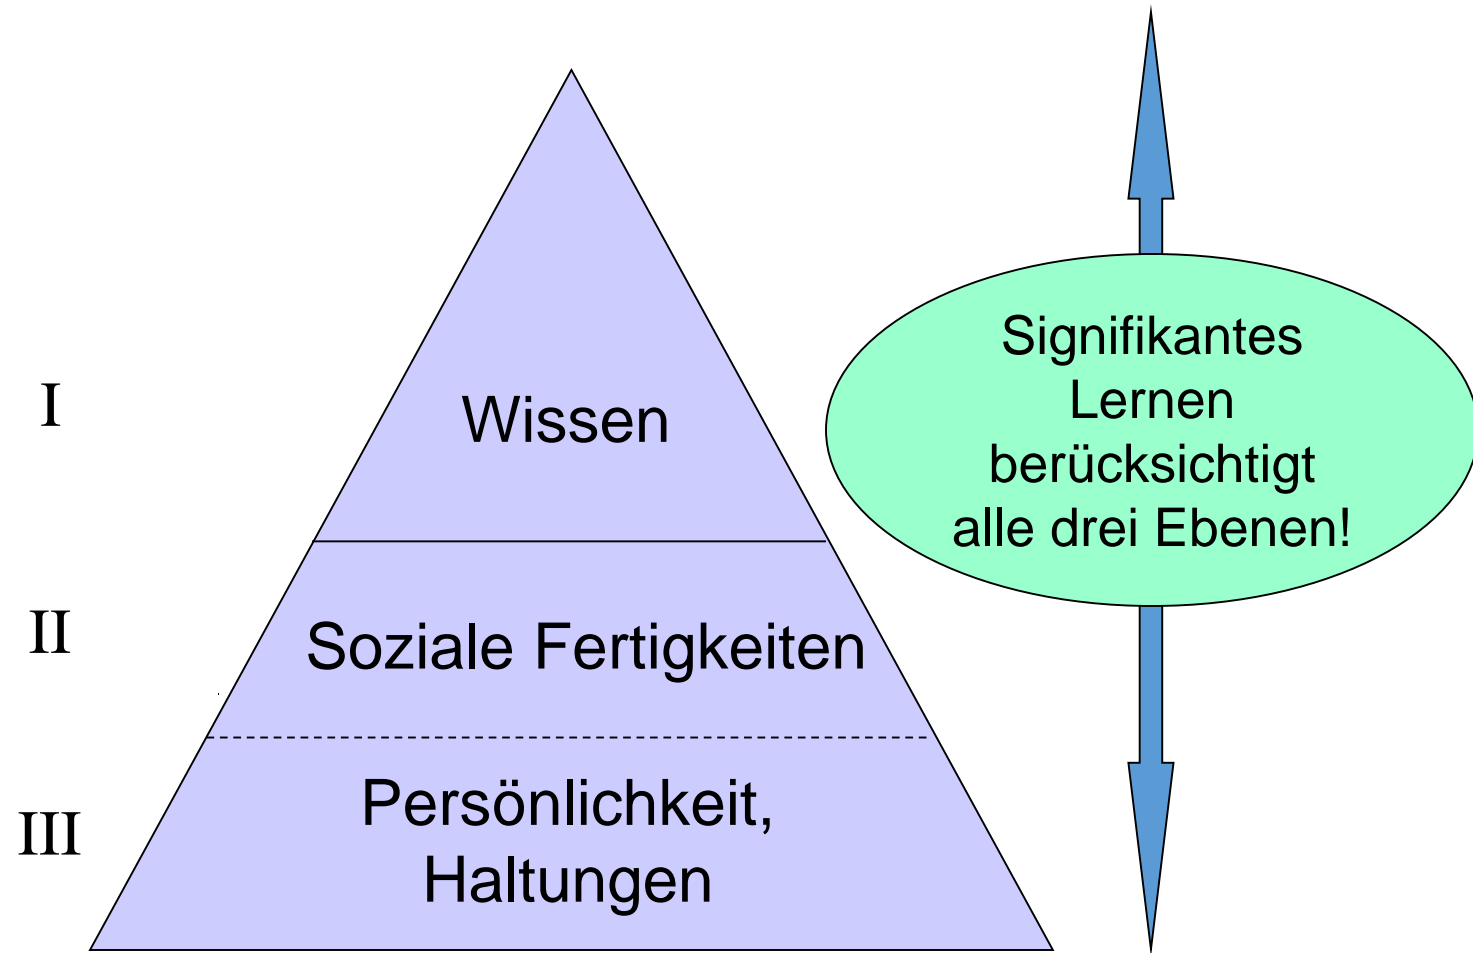 I
Wissen
II
Soziale Fertigkeiten
III
Persönlichkeit,
Haltungen
Signifikantes
Lernen
berücksichtigt
alle drei Ebenen!